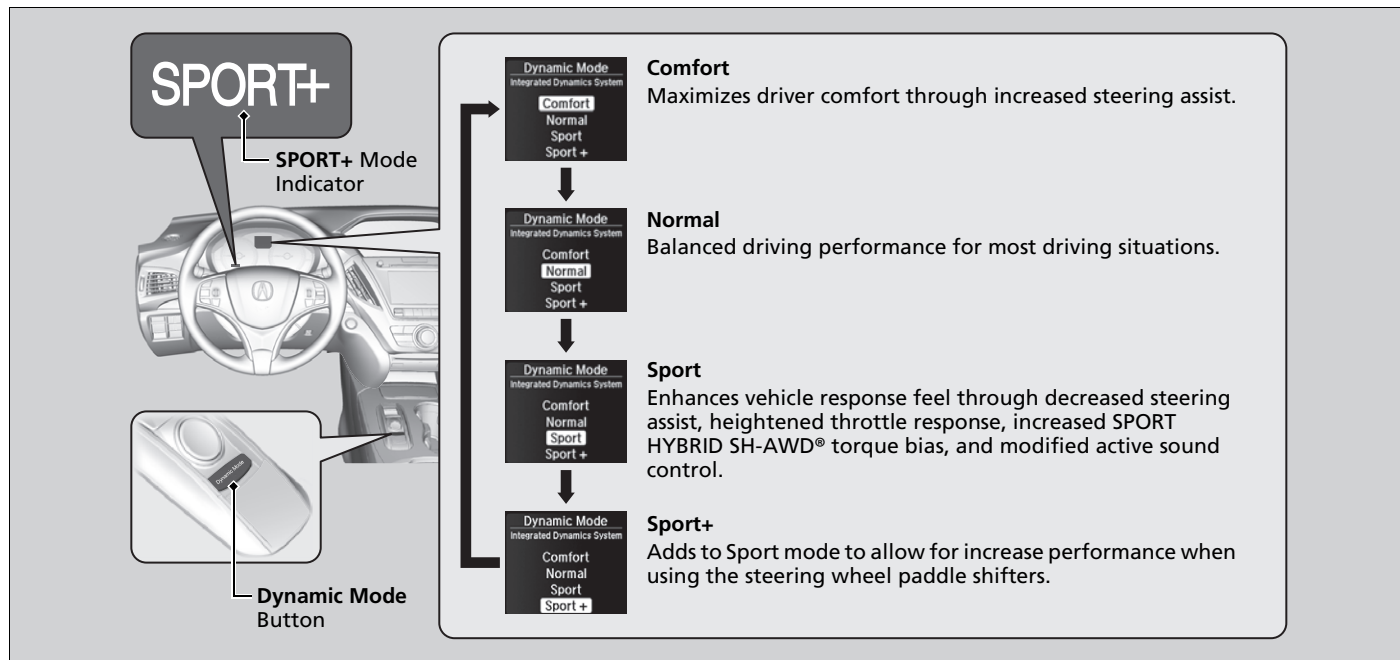 SPORT+
SPORT+ Mode
Indicator
Dynamic Mode
Dynamic Mode
Button
Dynamic Mode
Integrated Dynamics System
Comfort
Normal
Sport
Sport +
Comfort
Maximizes driver comfort through increased steering assist.
Dynamic Mode
Integrated Dynamics System
Comfort
Normal
Sport
Sport +
Normal
Balanced driving performance for most driving situations.
Dynamic Mode
Integrated Dynamics System
Comfort
Normal
Sport
Sport +
Sport
Enhances vehicle response feel through decreased steering
assist, heightened throttle response, increased SPORT
HYBRID SH-AWD® torque bias, and modified active sound
control.
Dynamic Mode
Integrated Dynamics System
Comfort
Normal
Sport
Sport +
Sport+
Adds to Sport mode to allow for increase performance when
using the steering wheel paddle shifters.